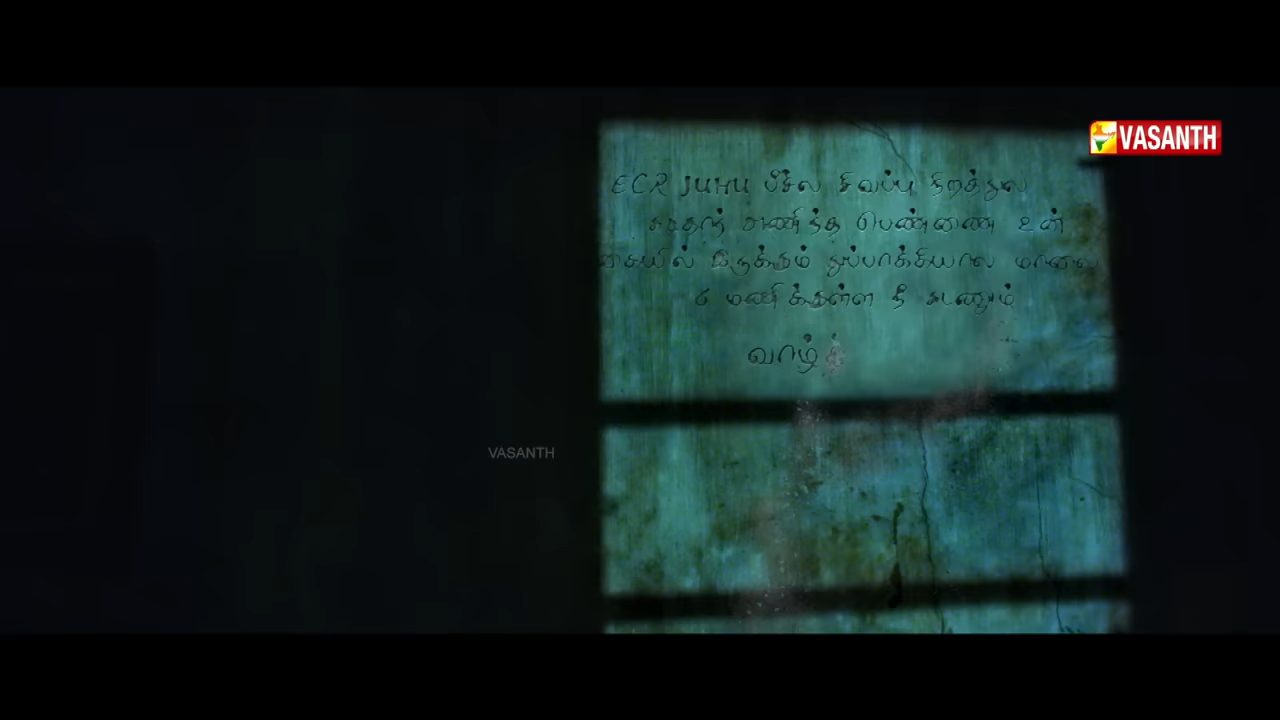 VASANTH
ECR JUHU பீச்ல சிவப்பு நிறத்துல
சுடிதார் அணிந்த பெண்ணை உன்
கையில் இருக்கும் துப்பாக்கியால மாலை
6 மணிக்குள்ள நீ சுடணும்
VASANTH